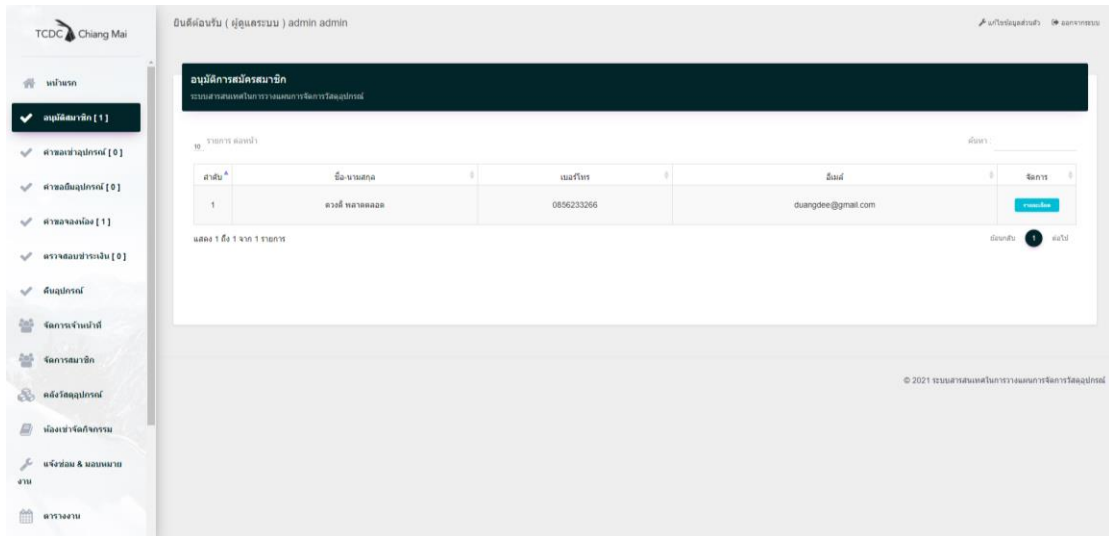 TCDC Chiang Mai
ยินดีต้อนรับ ( ผู้ดูแลระบบ ) admin admin
แก้ไขข้อมูลส่วนตัว ออกจากระบบ
หน้าแรก
อนุมัติสมาชิก [ 1 ]
คำขอเช่าอุปกรณ์ [ 0 ]
คำขอยืมอุปกรณ์ [ 0 ]
คำขอจองห้อง [ 1 ]
ตรวจสอบชำระเงิน [ 0 ]
คืนอุปกรณ์
จัดการเจ้าหน้าที่
จัดการสมาชิก
คลังวัสดุอุปกรณ์
ห้องเช่าจัดกิจกรรม
แจ้งซ่อม & มอบหมาย
งาน
ตารางงาน
อนุมัติการสมัครสมาชิก
ระบบสารสนเทศในการวางแผนการจัดการวัสดุอุปกรณ์
10 รายการ ต่อหน้า
ค้นหา :
ลำดับ ชื่อ-นามสกุล เบอร์โทร อีเมล์ จัดการ
1 ดวงดี หลาดตลอด 0856233266 duangdee@gmail.com รายละเอียด
แสดง 1 ถึง 1 จาก 1 รายการ
ย้อนกลับ 1 ต่อไป
© 2021 ระบบสารสนเทศในการวางแผนการจัดการวัสดุอุปกรณ์